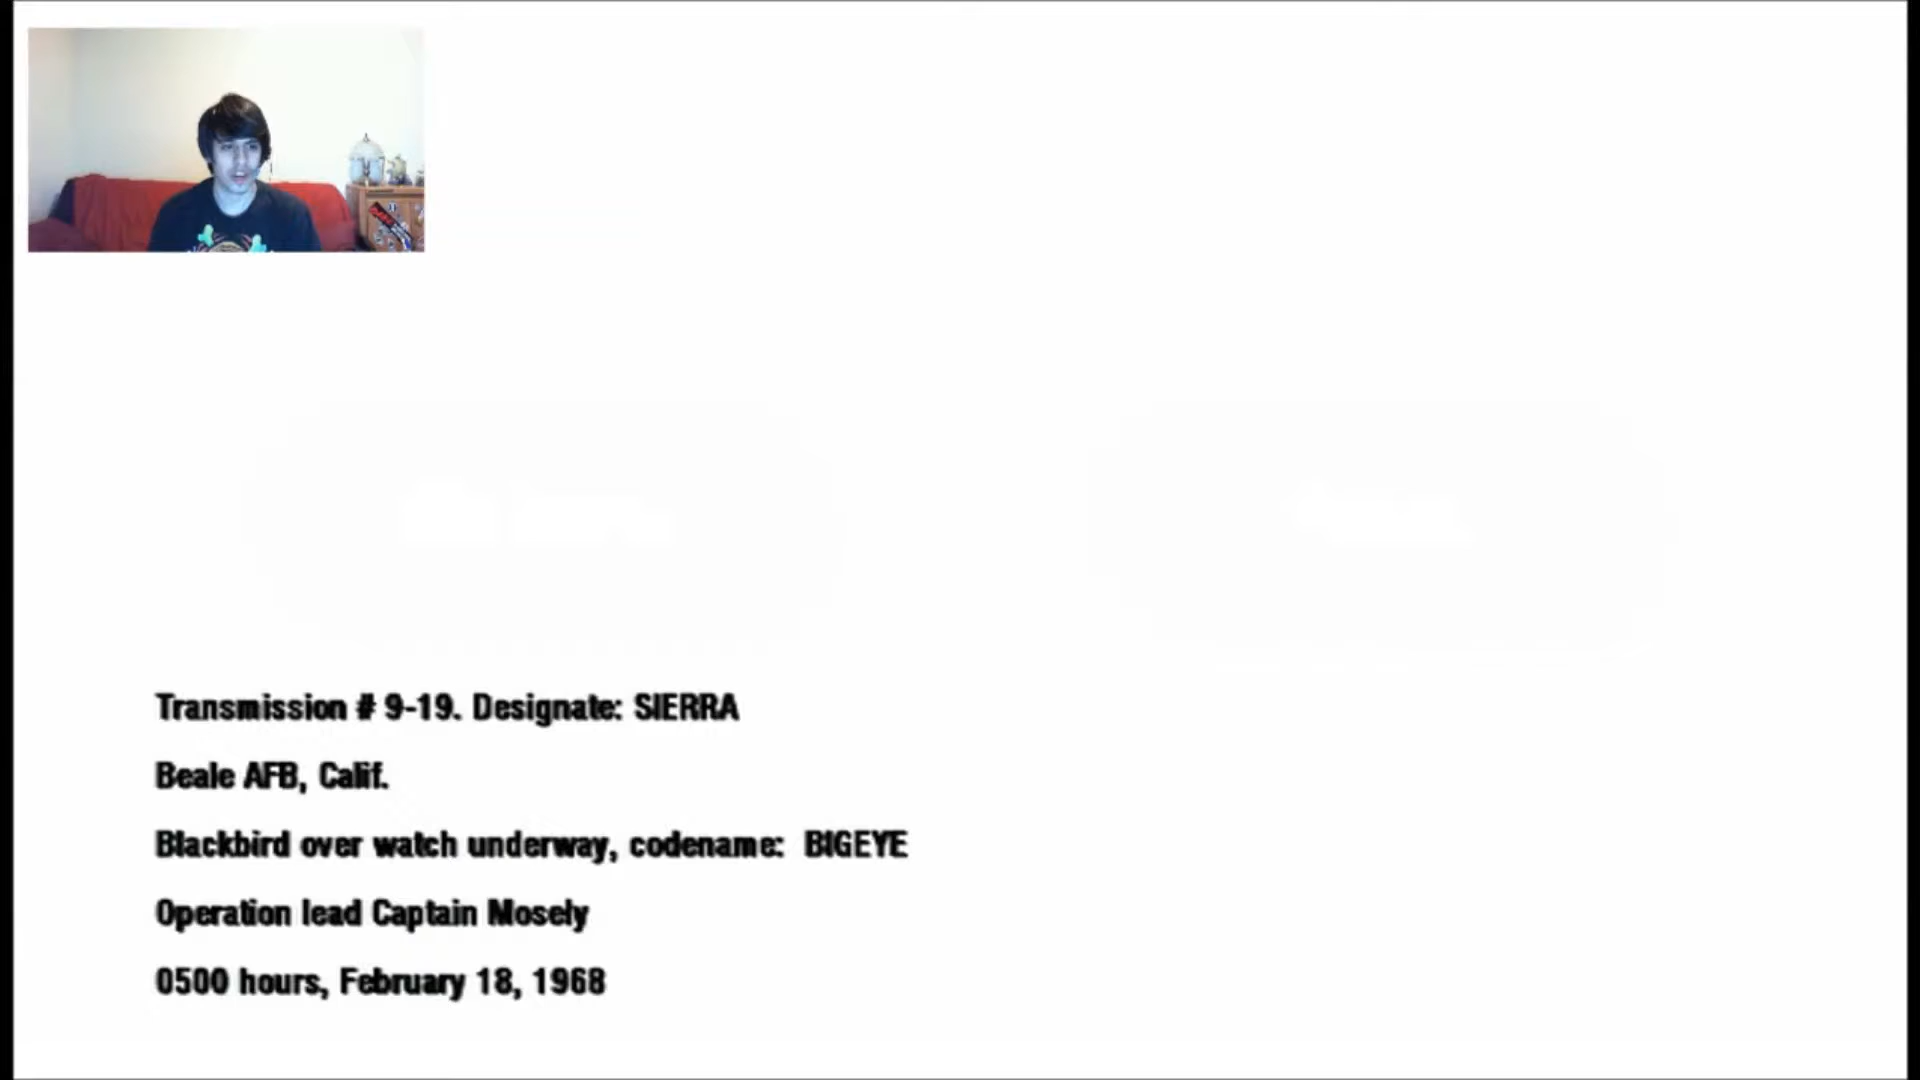 Transmission # 9-19. Designate: SIERRA
Beale AFB, Calif.
Blackbird over watch underway, codename: BIGEYE
Operation lead Captain Mosely
0500 hours, February 18, 1968